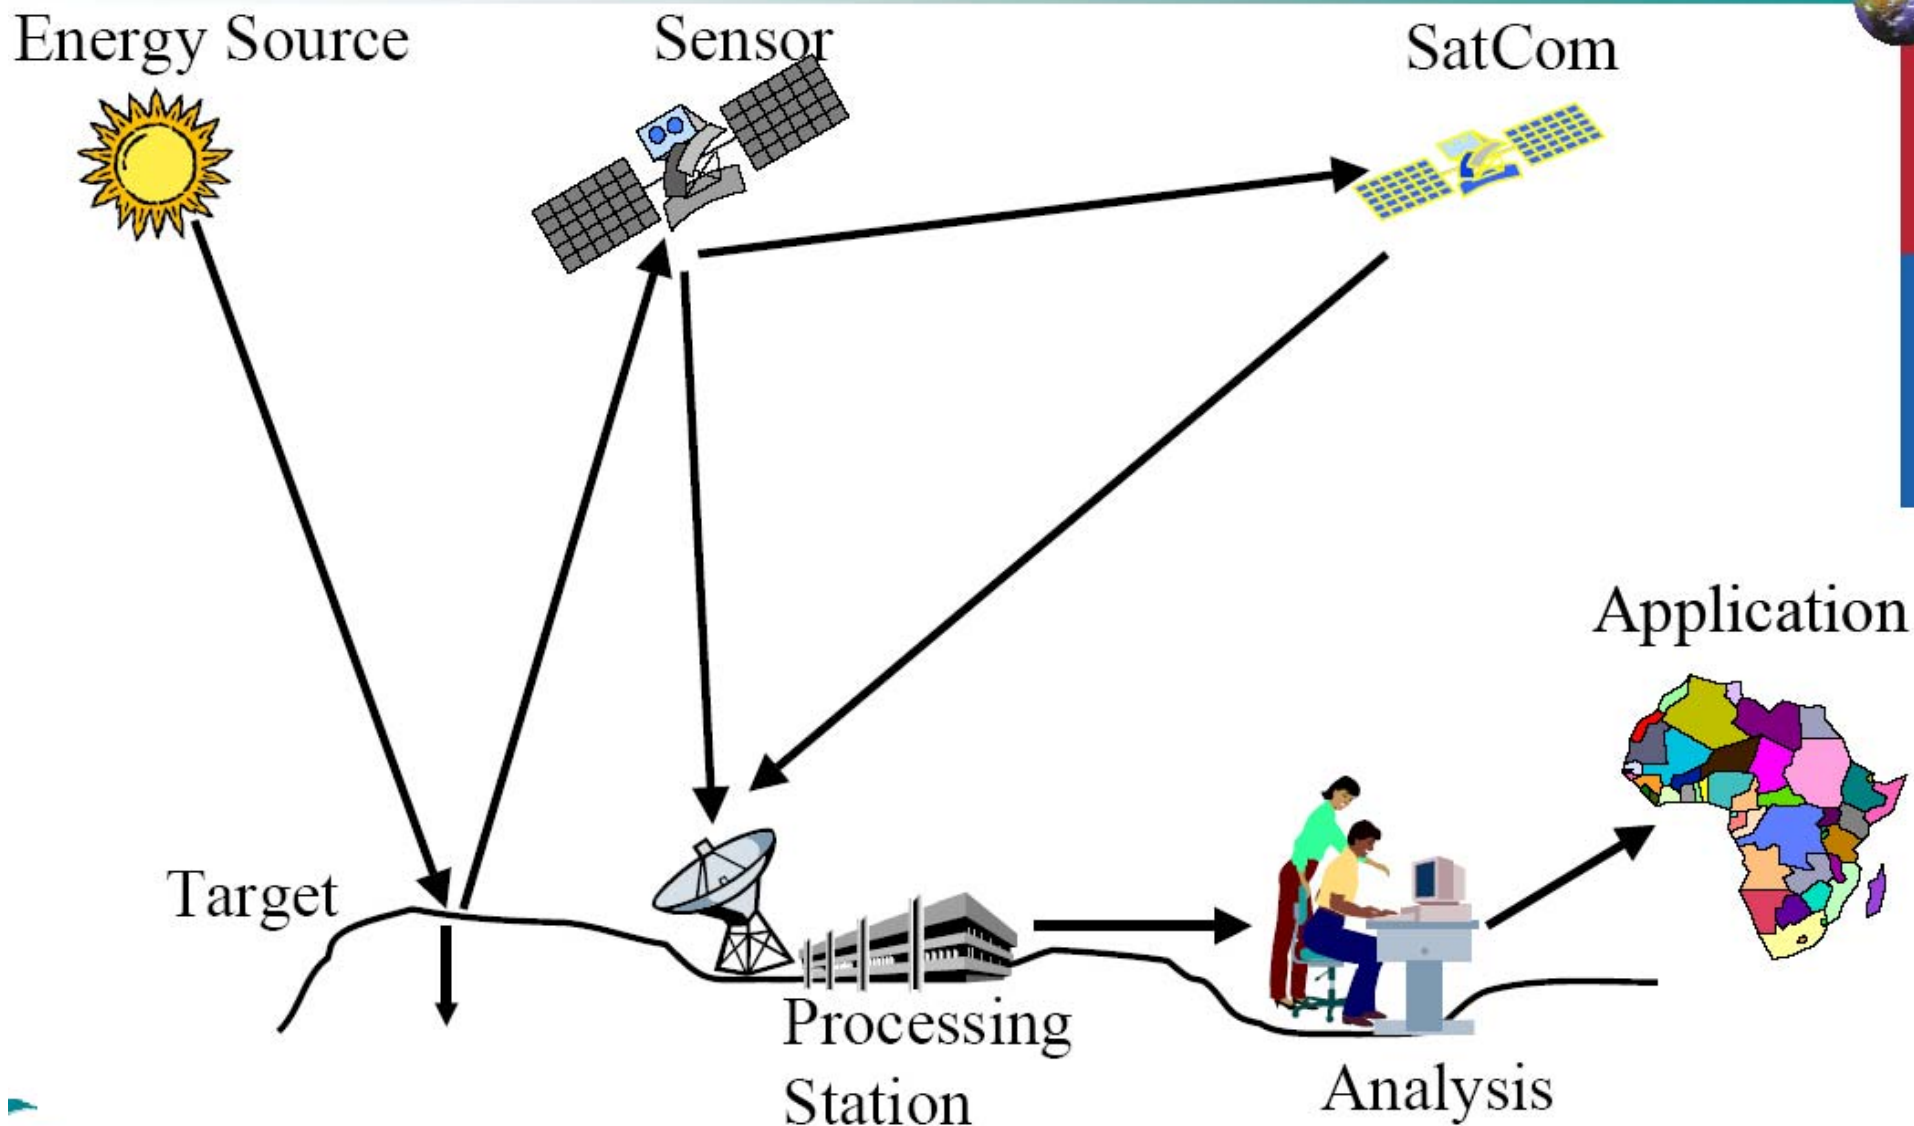 Energy Source
Sensor
SatCom
Application
Target
Processing
Station
Analysis